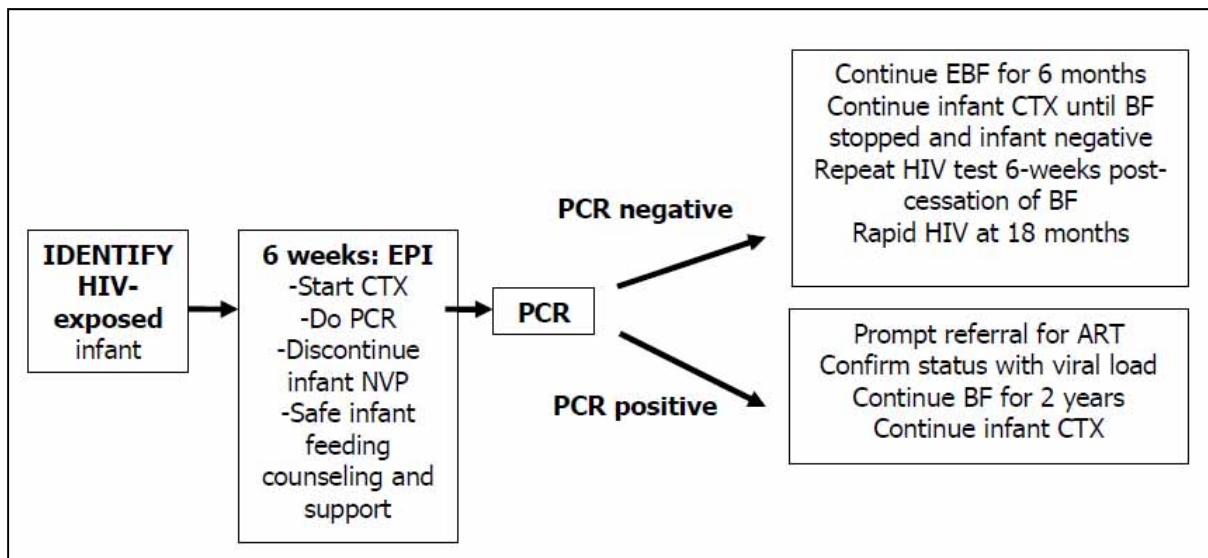 IDENTIFY
HIV-
exposed
infant
6 weeks: EPI
-Start CTX
-Do PCR
-Discontinue
infant NVP
-Safe infant
feeding
counseling and
support
PCR
PCR negative
Continue EBF for 6 months
Continue infant CTX until BF
stopped and infant negative
Repeat HIV test 6-weeks post-
cessation of BF
Rapid HIV at 18 months
PCR positive
Prompt referral for ART
Confirm status with viral load
Continue BF for 2 years
Continue infant CTX